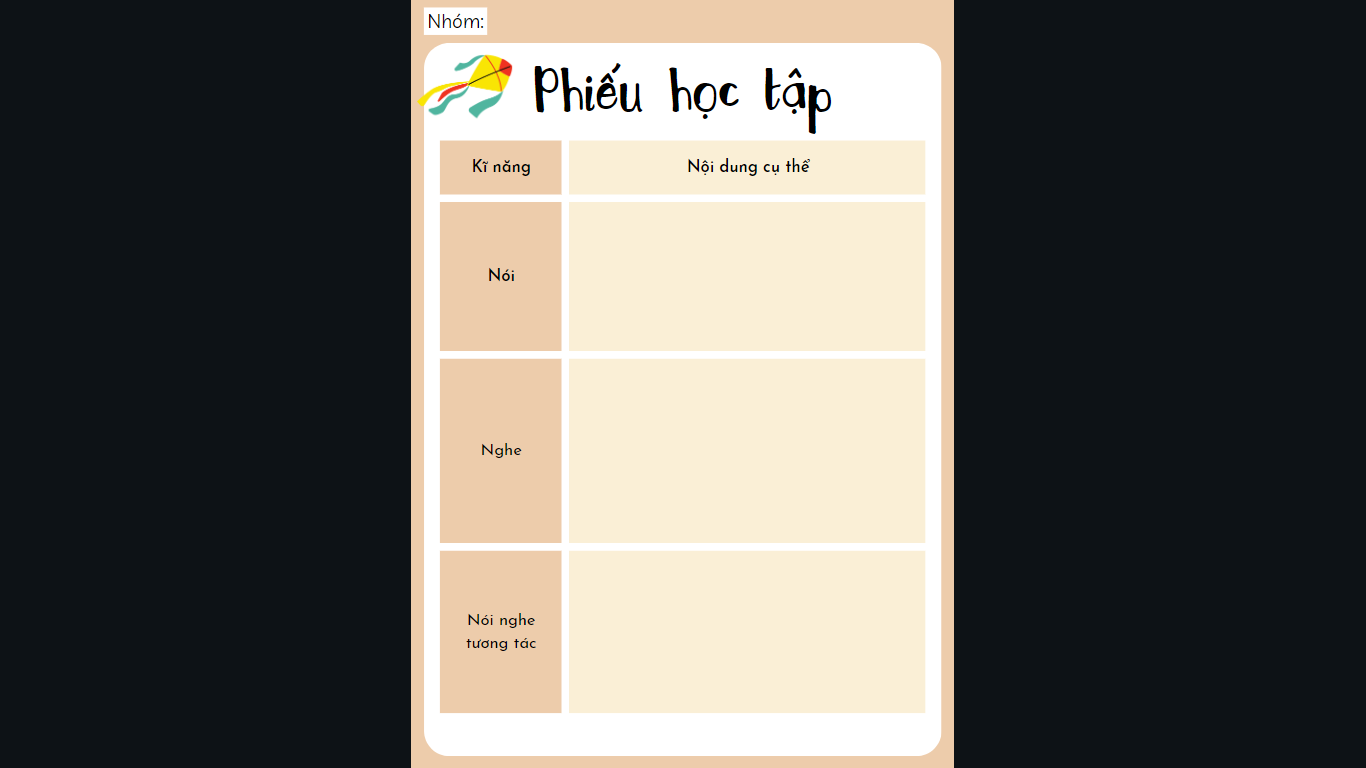 Nhóm:
Phiếu học tập
Kĩ năng
Nội dung cụ thể
Nói
Nghe
Nói nghe
tương tác